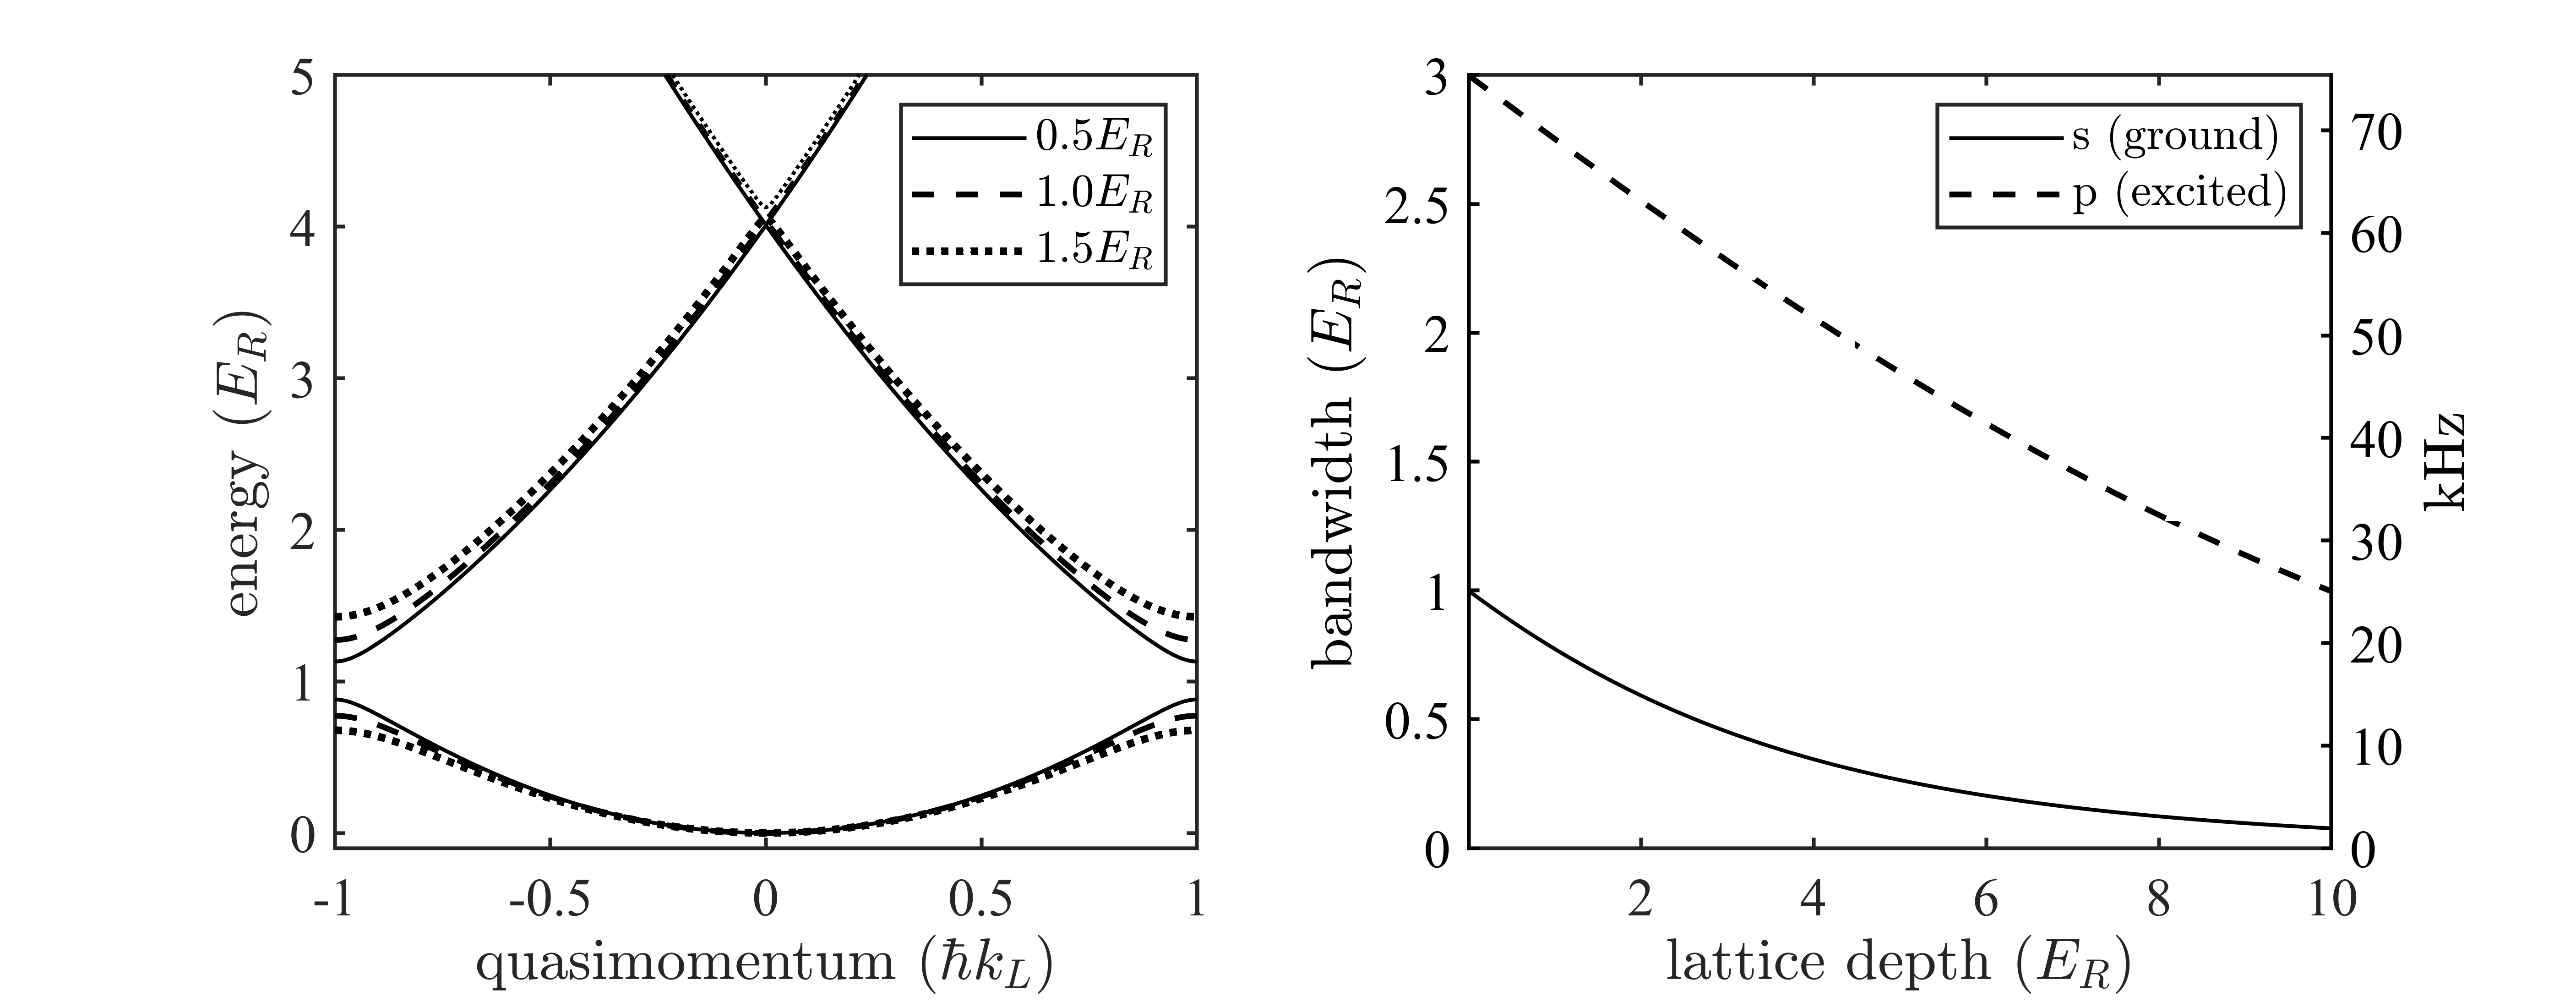 5
4
3
2
1
0
energy (E_R)
-1 -0.5 0 0.5 1
quasimomentum (ħk_L)
0.5E_R
1.0E_R
1.5E_R
3
2.5
2
1.5
1
0.5
0
bandwidth (E_R)
2 4 6 8 10
lattice depth (E_R)
s (ground)
p (excited)
70
60
50
40
30
20
10
0
kHz